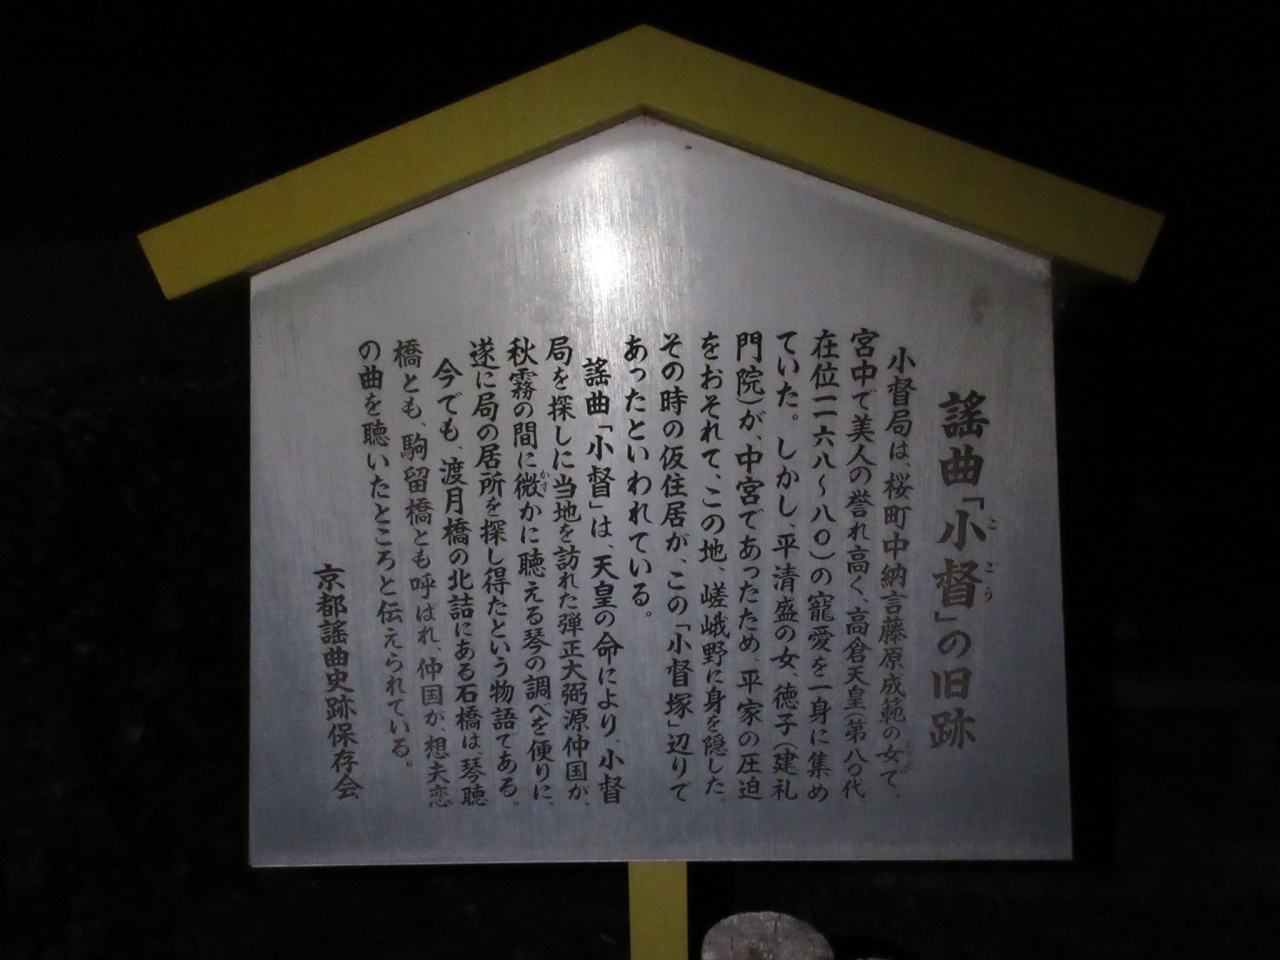 謡曲「小督」の旧跡
小督局は、桜町中納言藤原成範の女で、
宮中で美人の誉れ高く、高倉天皇(第八〇代、
在位一一六八〜八〇)の寵愛を一身に集め
ていた。しかし、平清盛の女、徳子(建礼
門院)が、中宮であったため、平家の圧迫
をおそれて、この地、嵯峨野に身を隠した。
その時の仮住居が、この「小督塚」辺りで
あったといわれている。
謡曲「小督」は、天皇の命により、小督
局を探しに当地を訪れた弾正大弼源仲国が、
秋霧の間に微かに聴える琴の調べを便りに、
遂に局の居所を探し得たという物語である。
今でも、渡月橋の北詰にある石橋は、琴聴
橋とも、駒留橋とも呼ばれ、仲国が、想夫恋
の曲を聴いたところと伝えられている。
京都謡曲史跡保存会